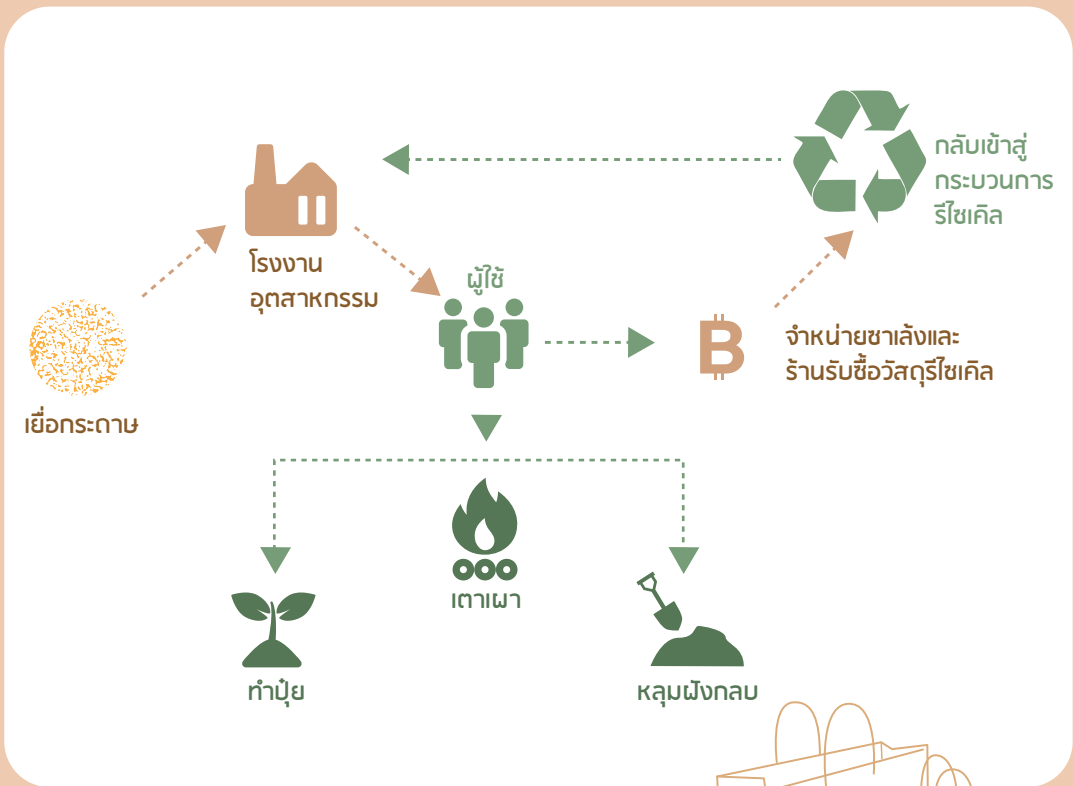 กลับเข้าสู่
กระบวนการ
รีไซเคิล
โรงงาน
อุตสาหกรรม
ผู้ใช้
จำหน่ายซาเล้งและ
ร้านรับซื้อวัสดุรีไซเคิล
เยื่อกระดาษ
เตาเผา
ทำปุ๋ย
หลุมฝังกลบ